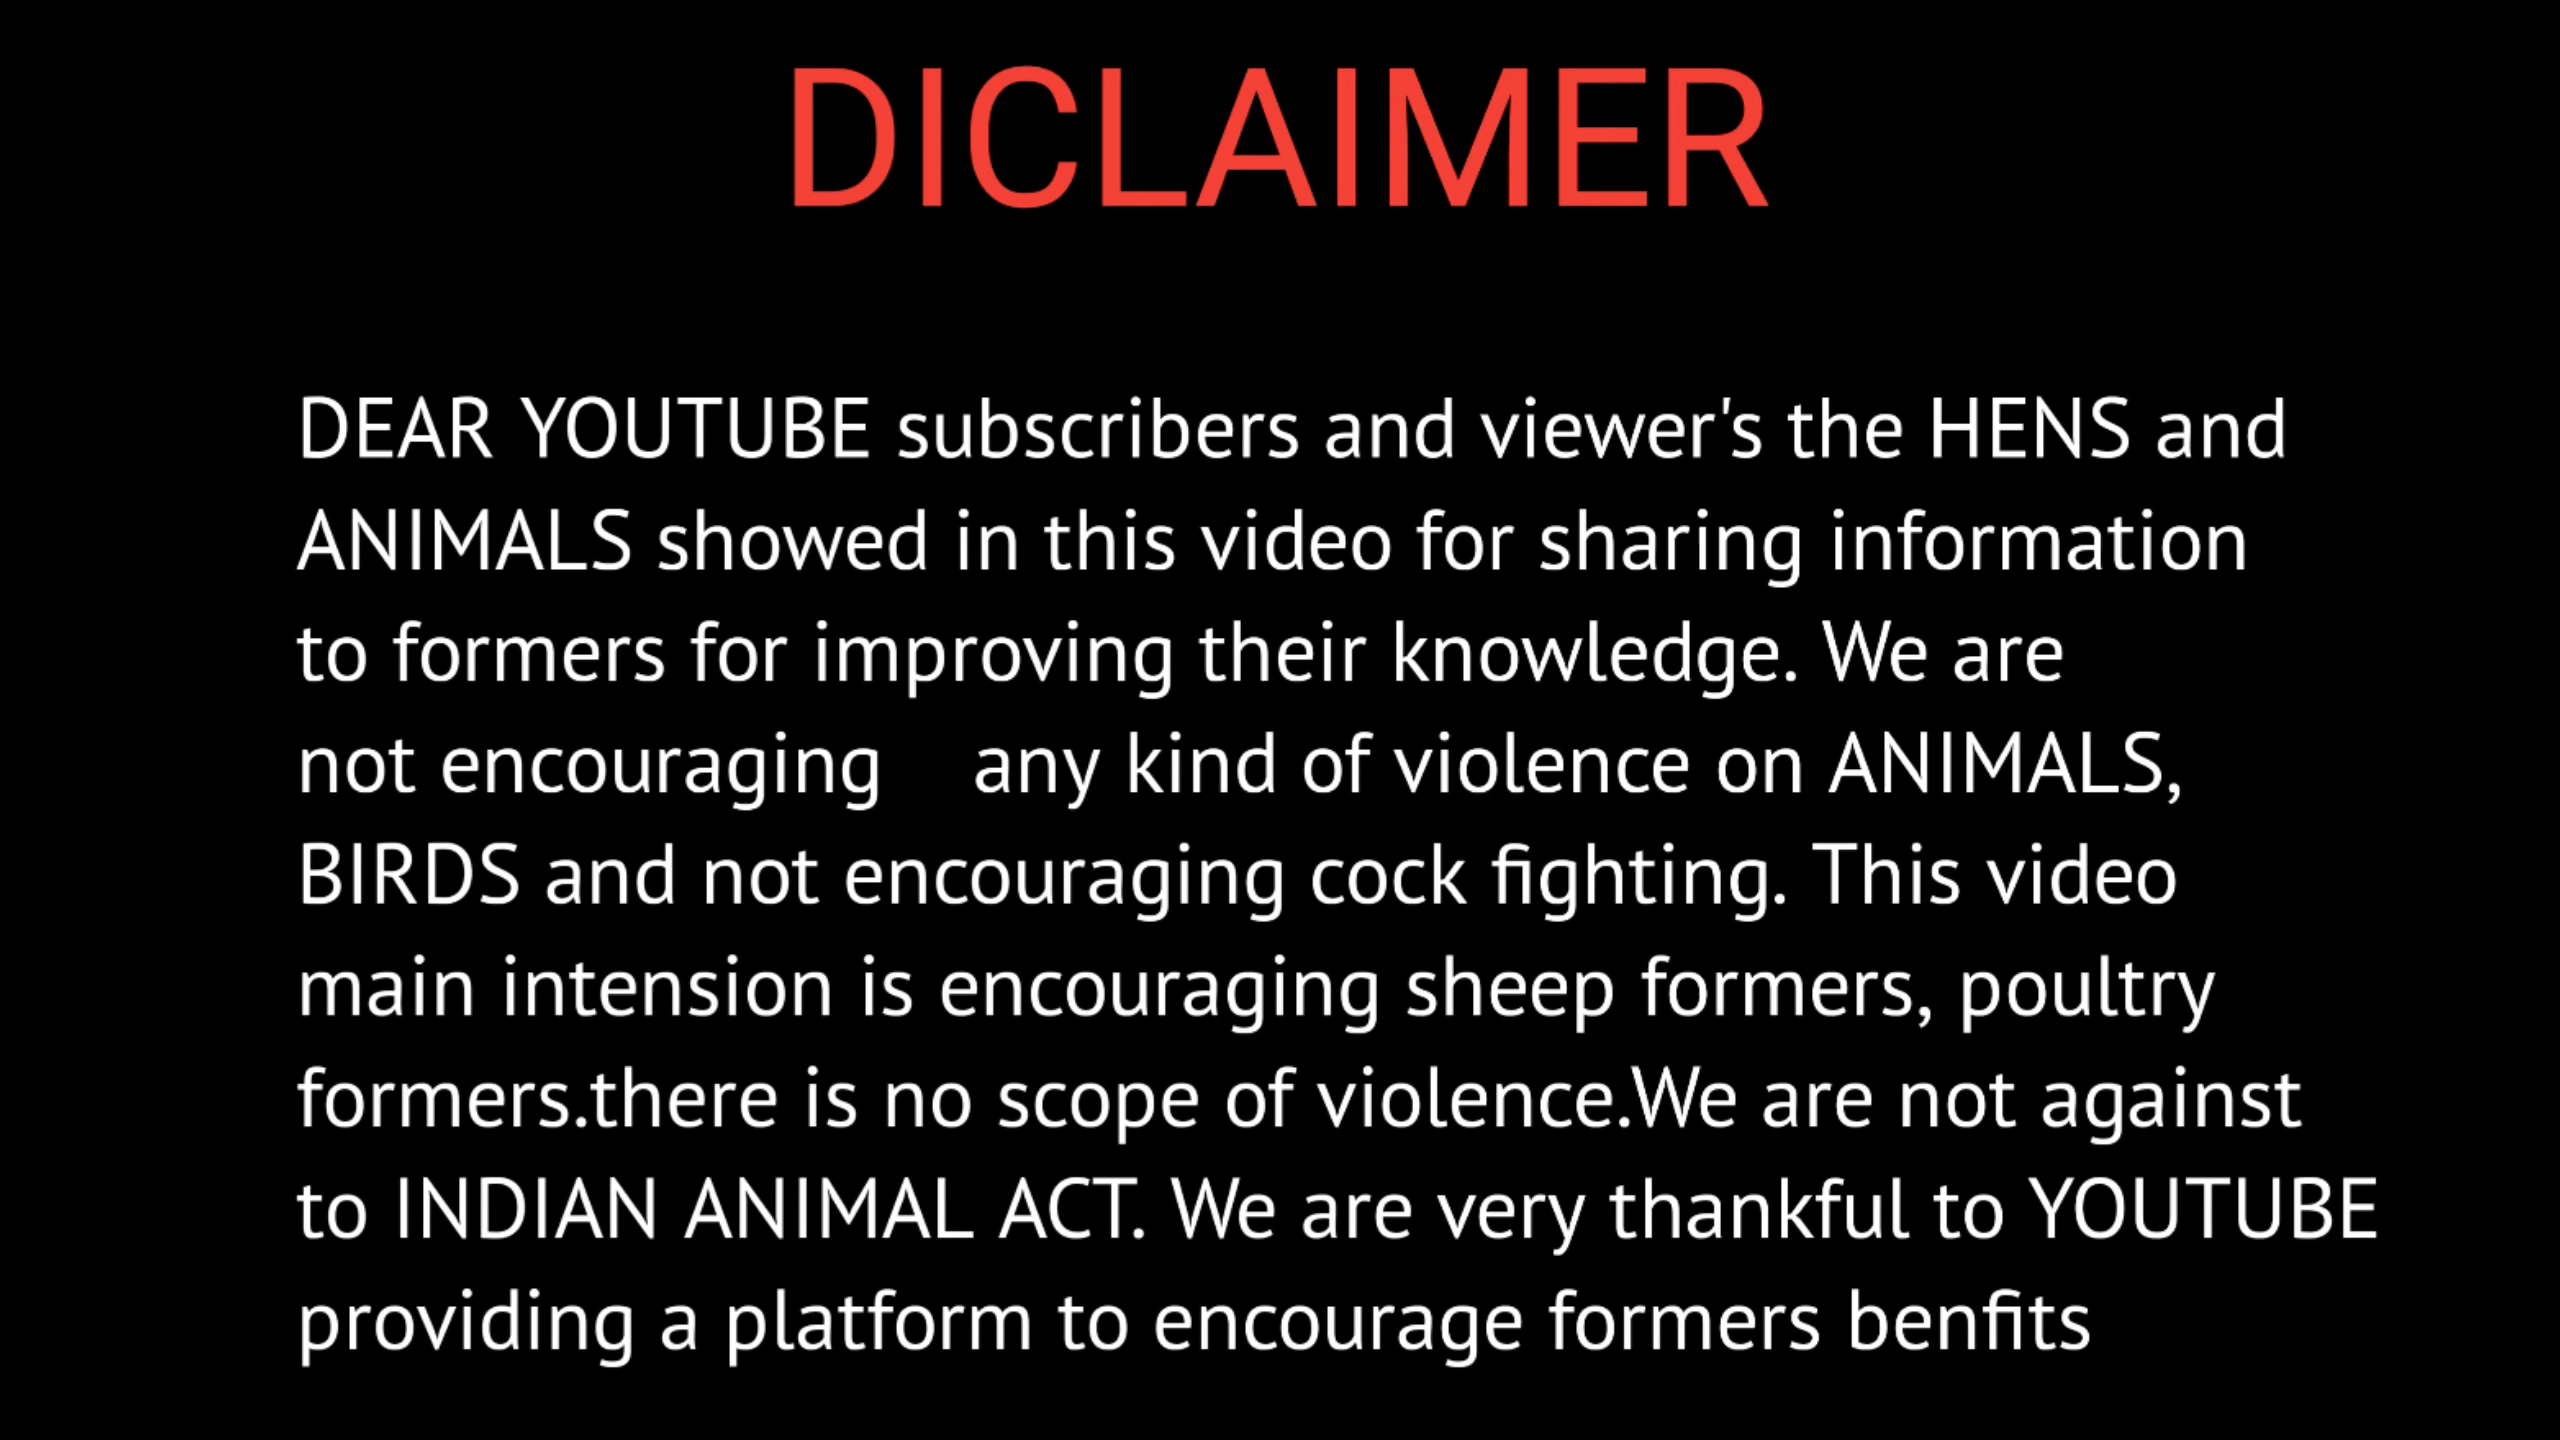 DICLAIMER
DEAR YOUTUBE subscribers and viewer's the HENS and
ANIMALS showed in this video for sharing information
to formers for improving their knowledge. We are
not encouraging    any kind of violence on ANIMALS,
BIRDS and not encouraging cock fighting. This video
main intension is encouraging sheep formers, poultry
formers.there is no scope of violence.We are not against
to INDIAN ANIMAL ACT. We are very thankful to YOUTUBE
providing a platform to encourage formers benfits